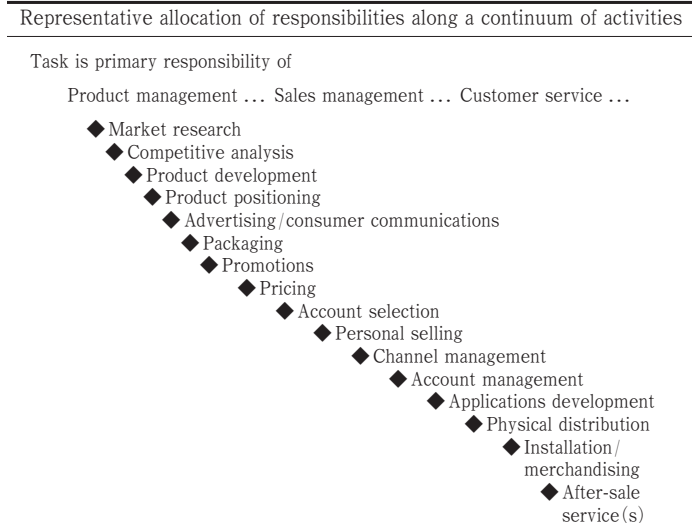 Representative allocation of responsibilities along a continuum of activities
Task is primary responsibility of
Product management ... Sales management ... Customer service ...
◆ Market research
◆ Competitive analysis
◆ Product development
◆ Product positioning
◆ Advertising/consumer communications
◆ Packaging
◆ Promotions
◆ Pricing
◆ Account selection
◆ Personal selling
◆ Channel management
◆ Account management
◆ Applications development
◆ Physical distribution
◆ Installation/
merchandising
◆ After-sale
service(s)